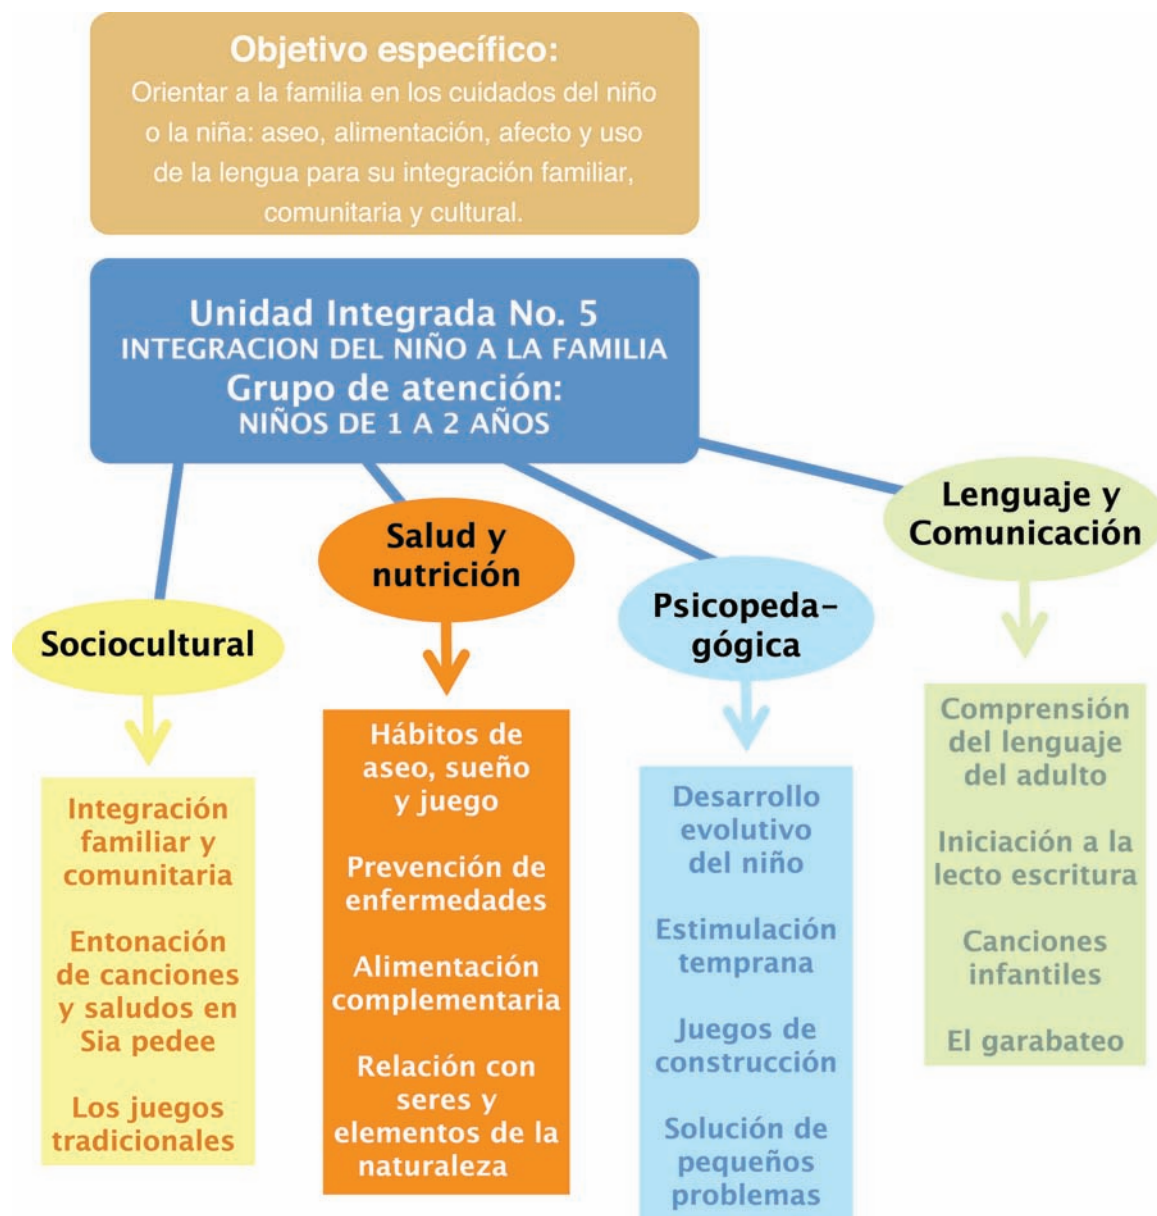 Objetivo específico:
Orientar a la familia en los cuidados del niño
o la niña: aseo, alimentación, afecto y uso
de la lengua para su integración familiar,
comunitaria y cultural.
Unidad Integrada No. 5
INTEGRACION DEL NIÑO A LA FAMILIA
Grupo de atención:
NIÑOS DE 1 A 2 AÑOS
Sociocultural
Integración
familiar y
comunitaria
Entonación
de canciones
y saludos en
Sia pedee
Los juegos
tradicionales
Salud y
nutrición
Hábitos de
aseo, sueño
y juego
Prevención de
enfermedades
Alimentación
complementaria
Relación con
seres y
elementos de la
naturaleza
Psicopeda-
gógica
Desarrollo
evolutivo
del niño
Estimulación
temprana
Juegos de
construcción
Solución de
pequeños
problemas
Lenguaje y
Comunicación
Comprensión
del lenguaje
del adulto
Iniciación a la
lecto escritura
Canciones
infantiles
El garabateo